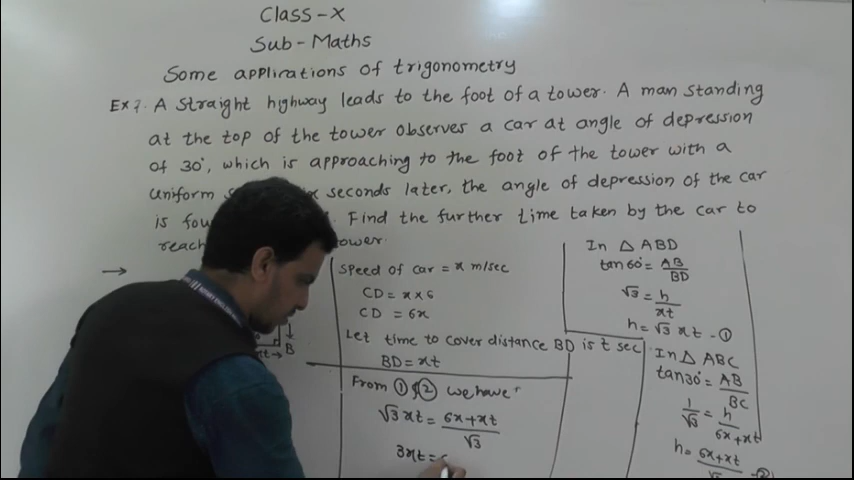 Class-X
Sub-Maths
Some applications of trigonometry
Ex 7. A straight highway leads to the foot of a tower. A man standing
at the top of the tower observes a car at angle of depression
of 30°, which is approaching to the foot of the tower with a
uniform seconds later, the angle of depression of the car
is fou Find the further time taken by the car to
reach tower.
→
xt → B
speed of car = x m/sec
CD = x × 6
CD = 6x
Let time to cover distance BD is t sec
BD = xt
From ① & ② we have
√3 xt = 6x+xt/√3
3xt =
In △ ABD
tan 60° = AB/BD
√3 = h/xt
h = √3 xt - ①
In △ ABC
tan 30° = AB/BC
1/√3 = h/6x+xt
h = 6x+xt/√3 - ②